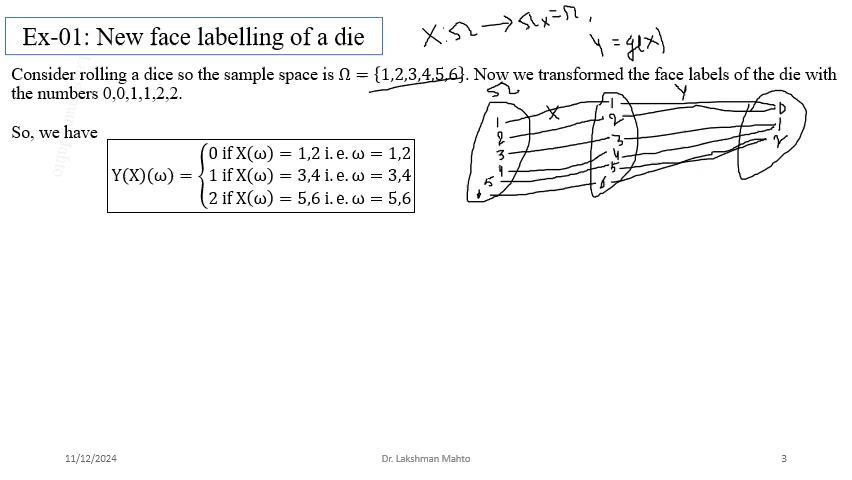 Ex-01: New face labelling of a die
X:Ω → Ωx=Ω,
Y = g(X)
Consider rolling a dice so the sample space is Ω = {1,2,3,4,5,6}. Now we transformed the face labels of the die with
the numbers 0,0,1,1,2,2.
So, we have
Y(X)(ω) =
0 if X(ω) = 1,2 i. e. ω = 1,2
1 if X(ω) = 3,4 i. e. ω = 3,4
2 if X(ω) = 5,6 i. e. ω = 5,6
Ω
X
Y
1
2
3
4
5
1
2
3
4
5
6
0
1
2
11/12/2024
Dr. Lakshman Mahto
3